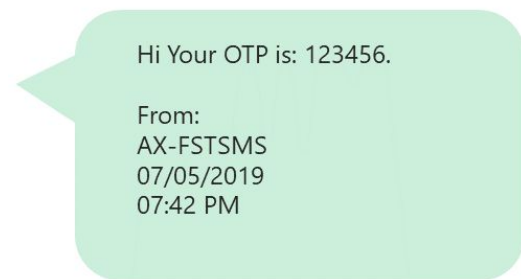 Hi Your OTP is: 123456.
From:
AX-FSTSMS
07/05/2019
07:42 PM